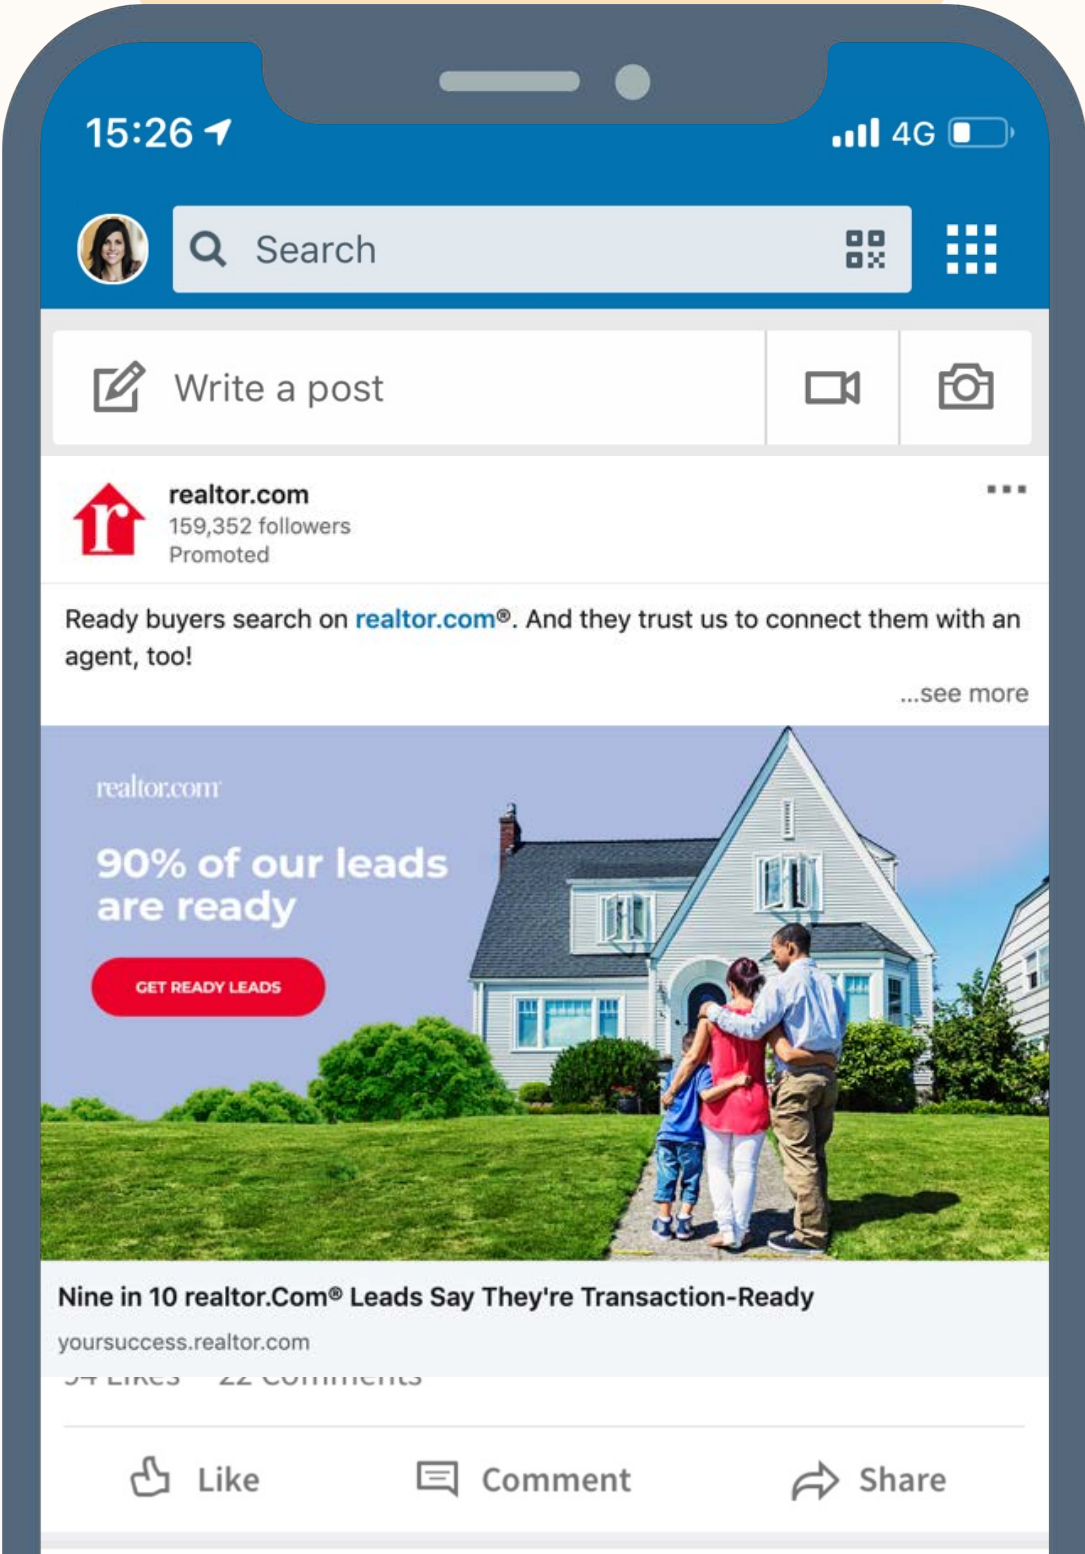 15:26
4G
Search
Write a post
realtor.com
159,352 followers
Promoted
Ready buyers search on realtor.com®. And they trust us to connect them with an
agent, too!
...see more
realtor.com
90% of our leads
are ready
GET READY LEADS
Nine in 10 realtor.Com® Leads Say They're Transaction-Ready
yoursuccess.realtor.com
Likes 22 Comments
Like
Comment
Share